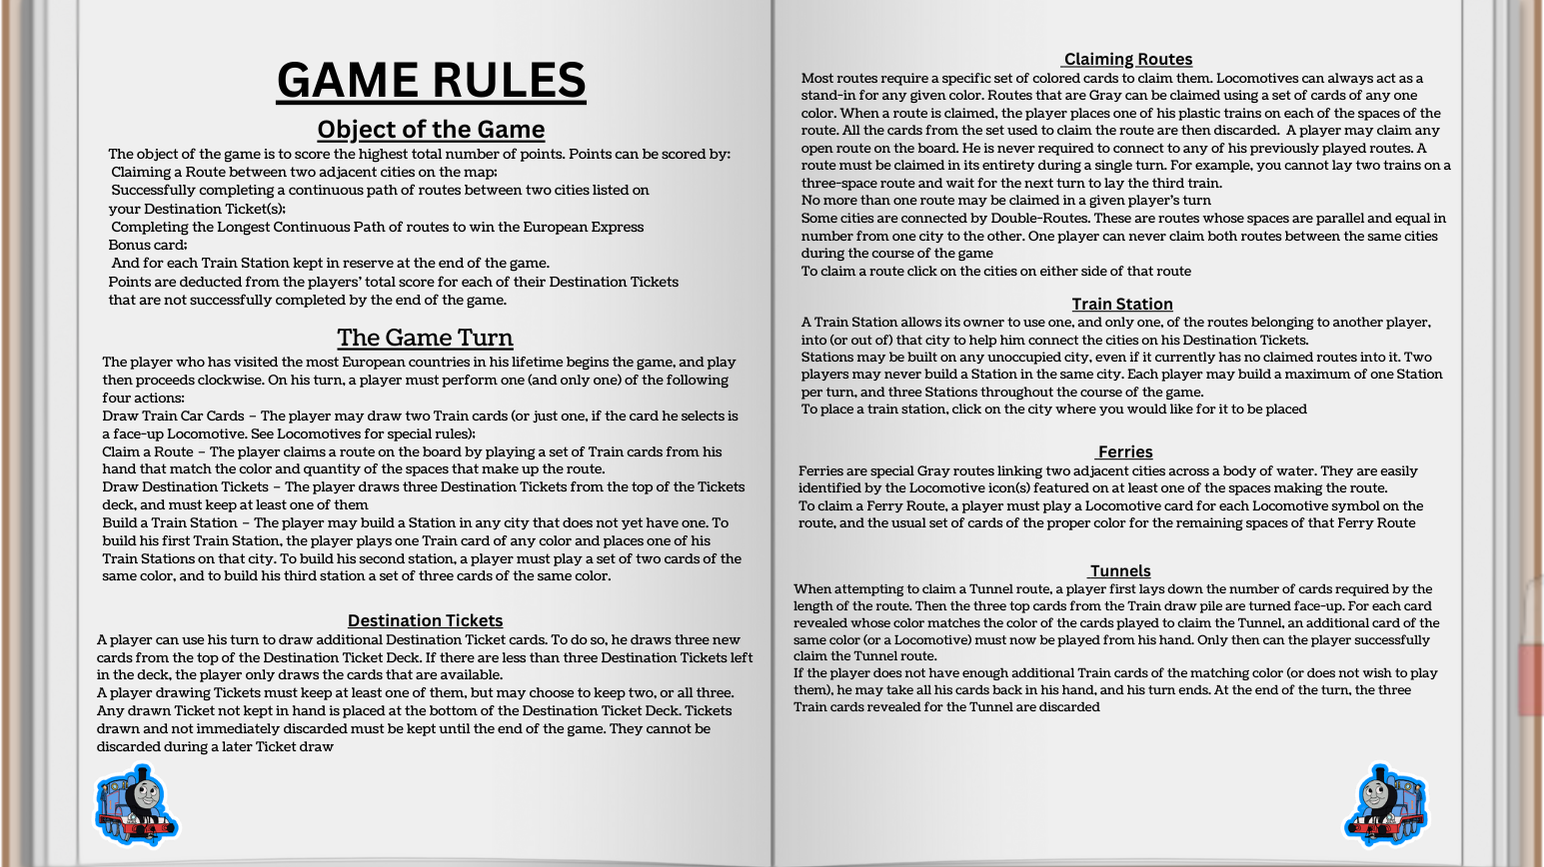 GAME RULES
Object of the Game
The object of the game is to score the highest total number of points. Points can be scored by:
Claiming a Route between two adjacent cities on the map;
Successfully completing a continuous path of routes between two cities listed on
your Destination Ticket(s);
Completing the Longest Continuous Path of routes to win the European Express
Bonus card;
And for each Train Station kept in reserve at the end of the game.
Points are deducted from the players' total score for each of their Destination Tickets
that are not successfully completed by the end of the game.
The Game Turn
The player who has visited the most European countries in his lifetime begins the game, and play
then proceeds clockwise. On his turn, a player must perform one (and only one) of the following
four actions:
Draw Train Car Cards – The player may draw two Train cards (or just one, if the card he selects is
a face-up Locomotive. See Locomotives for special rules);
Claim a Route – The player claims a route on the board by playing a set of Train cards from his
hand that match the color and quantity of the spaces that make up the route.
Draw Destination Tickets – The player draws three Destination Tickets from the top of the Tickets
deck, and must keep at least one of them
Build a Train Station – The player may build a Station in any city that does not yet have one. To
build his first Train Station, the player plays one Train card of any color and places one of his
Train Stations on that city. To build his second station, a player must play a set of two cards of the
same color, and to build his third station a set of three cards of the same color.
Destination Tickets
A player can use his turn to draw additional Destination Ticket cards. To do so, he draws three new
cards from the top of the Destination Ticket Deck. If there are less than three Destination Tickets left
in the deck, the player only draws the cards that are available.
A player drawing Tickets must keep at least one of them, but may choose to keep two, or all three.
Any drawn Ticket not kept in hand is placed at the bottom of the Destination Ticket Deck. Tickets
drawn and not immediately discarded must be kept until the end of the game. They cannot be
discarded during a later Ticket draw
Claiming Routes
Most routes require a specific set of colored cards to claim them. Locomotives can always act as a
stand-in for any given color. Routes that are Gray can be claimed using a set of cards of any one
color. When a route is claimed, the player places one of his plastic trains on each of the spaces of the
route. All the cards from the set used to claim the route are then discarded. A player may claim any
open route on the board. He is never required to connect to any of his previously played routes. A
route must be claimed in its entirety during a single turn. For example, you cannot lay two trains on a
three-space route and wait for the next turn to lay the third train.
No more than one route may be claimed in a given player's turn
Some cities are connected by Double-Routes. These are routes whose spaces are parallel and equal in
number from one city to the other. One player can never claim both routes between the same cities
during the course of the game
To claim a route click on the cities on either side of that route
Train Station
A Train Station allows its owner to use one, and only one, of the routes belonging to another player,
into (or out of) that city to help him connect the cities on his Destination Tickets.
Stations may be built on any unoccupied city, even if it currently has no claimed routes into it. Two
players may never build a Station in the same city. Each player may build a maximum of one Station
per turn, and three Stations throughout the course of the game.
To place a train station, click on the city where you would like for it to be placed
Ferries
Ferries are special Gray routes linking two adjacent cities across a body of water. They are easily
identified by the Locomotive icon(s) featured on at least one of the spaces making the route.
To claim a Ferry Route, a player must play a Locomotive card for each Locomotive symbol on the
route, and the usual set of cards of the proper color for the remaining spaces of that Ferry Route
Tunnels
When attempting to claim a Tunnel route, a player first lays down the number of cards required by the
length of the route. Then the three top cards from the Train draw pile are turned face-up. For each card
revealed whose color matches the color of the cards played to claim the Tunnel, an additional card of the
same color (or a Locomotive) must now be played from his hand. Only then can the player successfully
claim the Tunnel route.
If the player does not have enough additional Train cards of the matching color (or does not wish to play
them), he may take all his cards back in his hand, and his turn ends. At the end of the turn, the three
Train cards revealed for the Tunnel are discarded